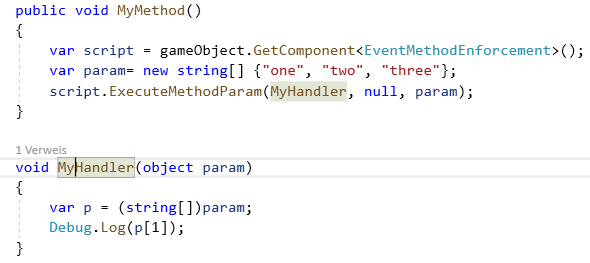 public void MyMethod()
{
var script = gameObject.GetComponent<EventMethodEnforcement>();
var param= new string[] {"one", "two", "three"};
script.ExecuteMethodParam(MyHandler, null, param);
}
1 Verweis
void MyHandler(object param)
{
var p = (string[])param;
Debug.Log(p[1]);
}